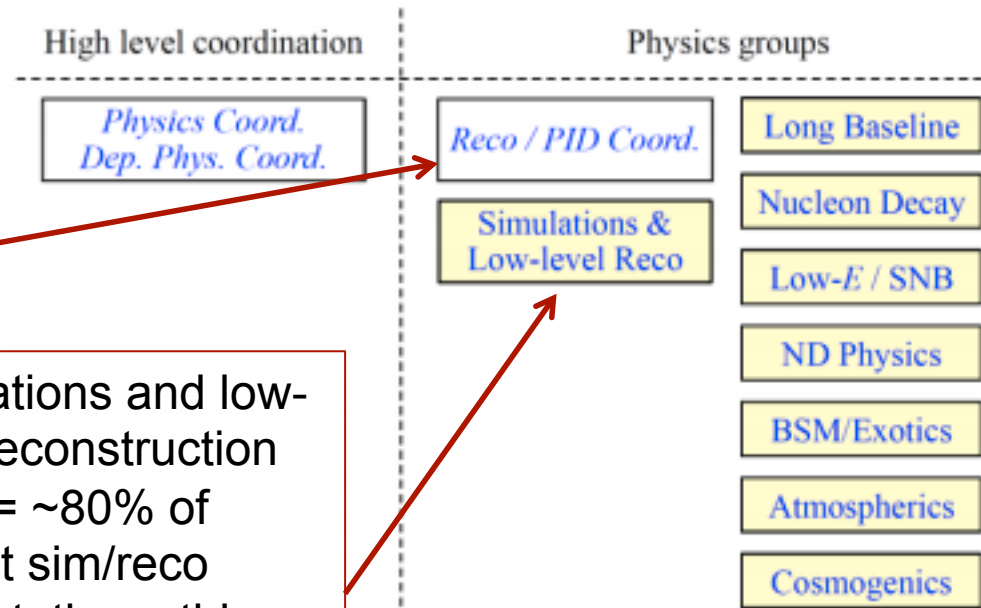 High level coordination
Physics groups
Physics Coord.
Dep. Phys. Coord.
Reco / PID Coord.
Simulations &
Low-level Reco
Long Baseline
Nucleon Decay
Low-E / SNB
ND Physics
BSM/Exotics
Atmospherics
Cosmogenics
ations and low-
econstruction
= ~80% of
t sim/reco